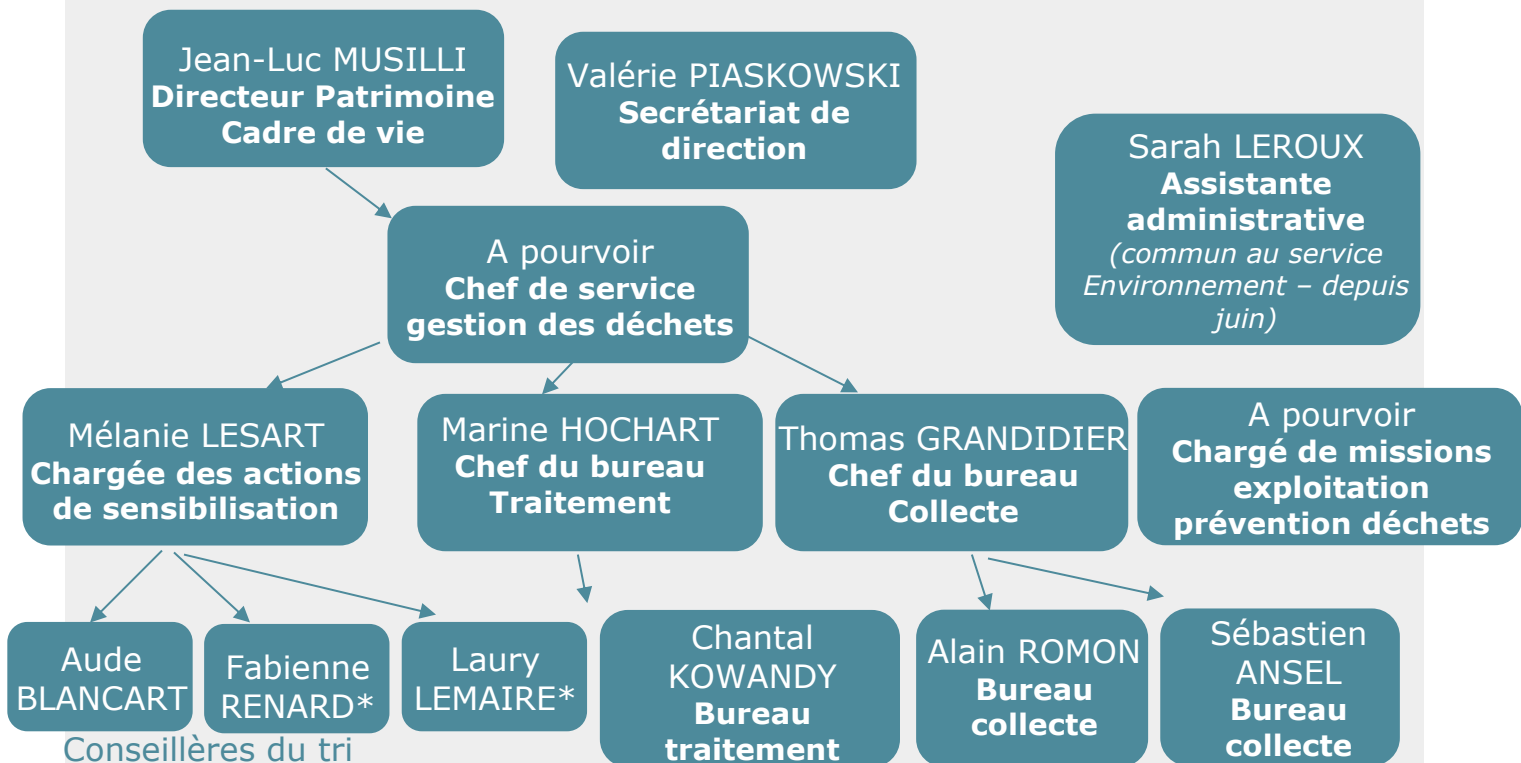 Jean-Luc MUSILLI
Directeur Patrimoine
Cadre de vie
Valérie PIASKOWSKI
Secrétariat de
direction
Sarah LEROUX
Assistante
administrative
(commun au service
Environnement – depuis
juin)
A pourvoir
Chef de service
gestion des déchets
Mélanie LESART
Chargée des actions
de sensibilisation
Marine HOCHART
Chef du bureau
Traitement
Thomas GRANDIDIER
Chef du bureau
Collecte
A pourvoir
Chargé de missions
exploitation
prévention déchets
Aude
BLANCART
Fabienne
RENARD*
Laury
LEMAIRE*
Chantal
KOWANDY
Bureau
traitement
Alain ROMON
Bureau
collecte
Sébastien
ANSEL
Bureau
collecte
Conseillères du tri